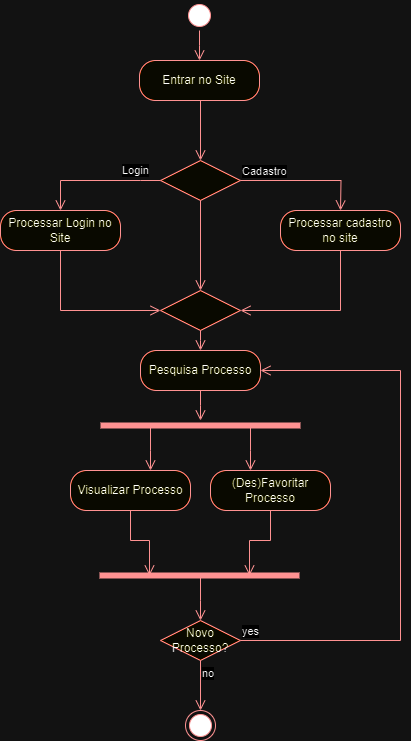 Entrar no Site
Login
Cadastro
Processar Login no
Site
Processar cadastro
no site
Pesquisa Processo
Visualizar Processo
(Des)Favoritar
Processo
Novo
Processo?
yes
no